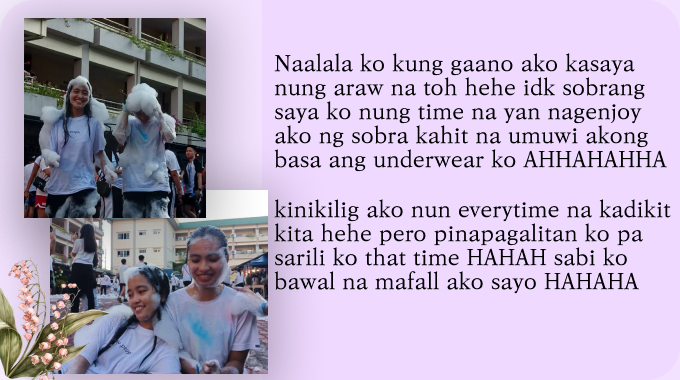 Naalala ko kung gaano ako kasaya
nung araw na toh hehe idk sobrang
saya ko nung time na yan nagenjoy
ako ng sobra kahit na umuwi akong
basa ang underwear ko AHHAHAHHA
kinikilig ako nun everytime na kadikit
kita hehe pero pinapagalitan ko pa
sarili ko that time HAHAH sabi ko
bawal na mafall ako sayo HAHAHA